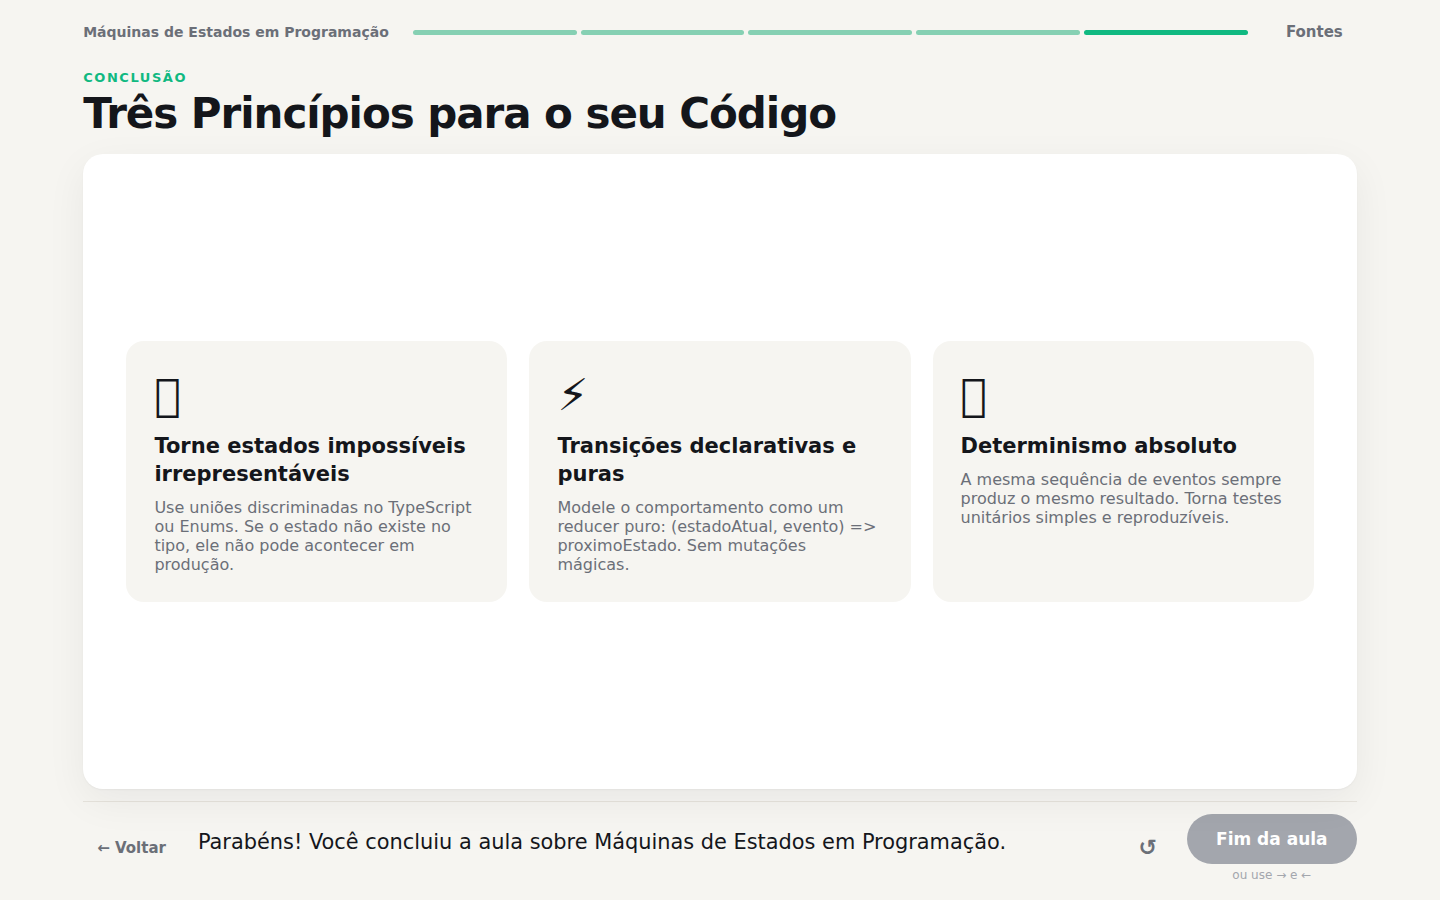 Máquinas de Estados em Programação
Fontes
CONCLUSÃO
Três Princípios para o seu Código
⚡
Torne estados impossíveis
irrepresentáveis
Use uniões discriminadas no TypeScript
ou Enums. Se o estado não existe no
tipo, ele não pode acontecer em
produção.
Transições declarativas e
puras
Modele o comportamento como um
reducer puro: (estadoAtual, evento) =>
proximoEstado. Sem mutações
mágicas.
Determinismo absoluto
A mesma sequência de eventos sempre
produz o mesmo resultado. Torna testes
unitários simples e reproduzíveis.
← Voltar
Parabéns! Você concluiu a aula sobre Máquinas de Estados em Programação.
↺
Fim da aula
ou use → e ←